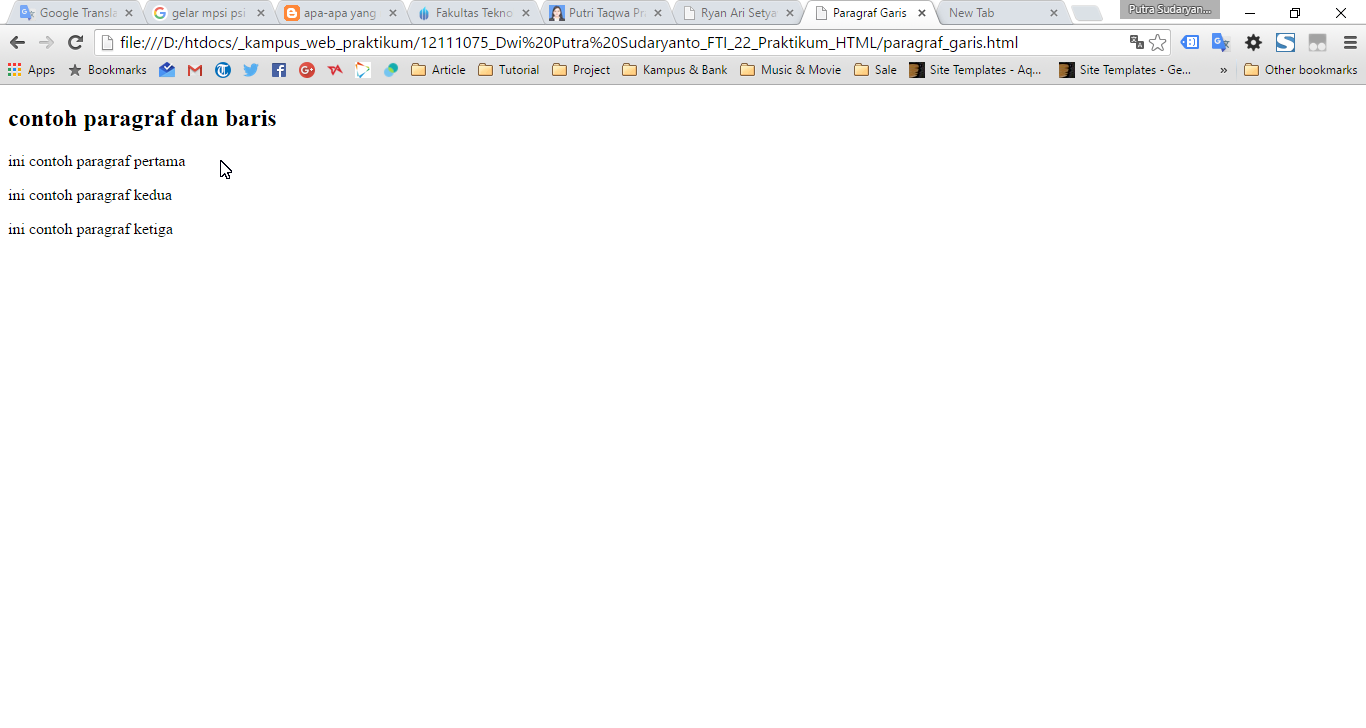 Google Transla
gelar mpsi psi
apa-apa yang
Fakultas Tekno
Putri Taqwa Pr
Ryan Ari Setya
Paragraf Garis
New Tab
Putra Sudaryan...
file:///D:/htdocs/_kampus_web_praktikum/12111075_Dwi%20Putra%20Sudaryanto_FTI_22_Praktikum_HTML/paragraf_garis.html
Apps
Bookmarks
Article
Tutorial
Project
Kampus & Bank
Music & Movie
Sale
Site Templates - Aq...
Site Templates - Ge...
»
Other bookmarks
contoh paragraf dan baris
ini contoh paragraf pertama
ini contoh paragraf kedua
ini contoh paragraf ketiga